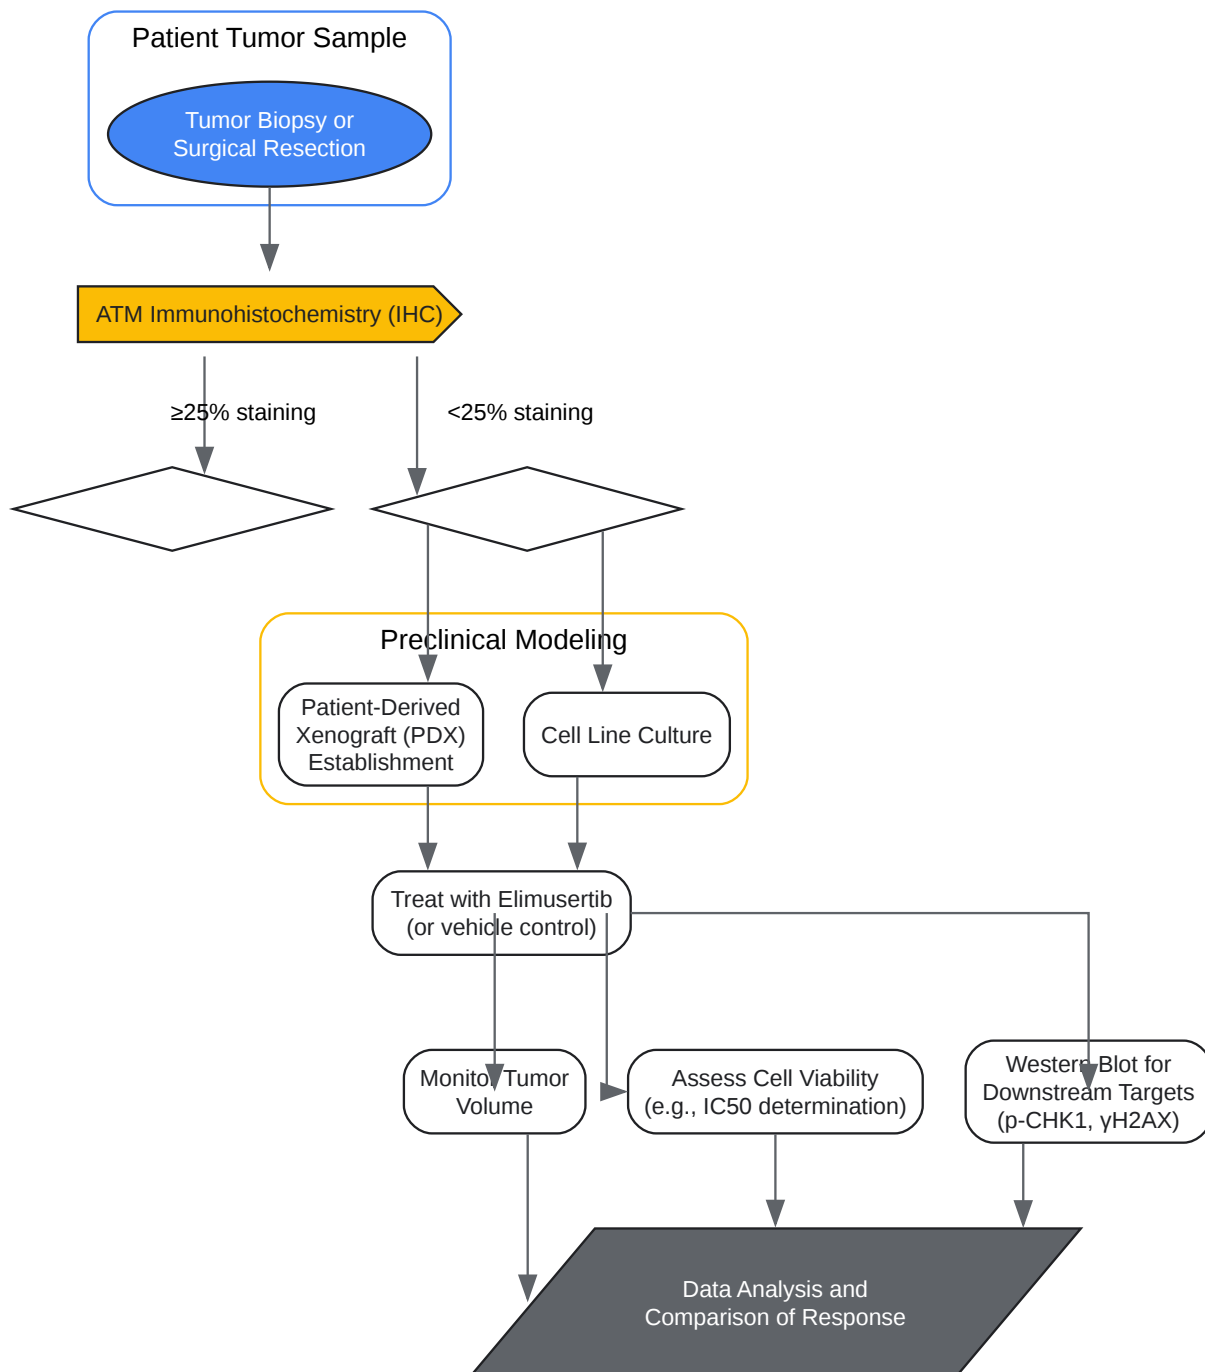 Patient Tumor Sample
Tumor Biopsy or
Surgical Resection
ATM Immunohistochemistry (IHC)
≥25% staining
<25% staining
Preclinical Modeling
Patient-Derived
Xenograft (PDX)
Establishment
Cell Line Culture
Treat with Elimusertib
(or vehicle control)
Monitor Tumor
Volume
Assess Cell Viability
(e.g., IC50 determination)
Western Blot for
Downstream Targets
(p-CHK1, γH2AX)
Data Analysis and
Comparison of Response